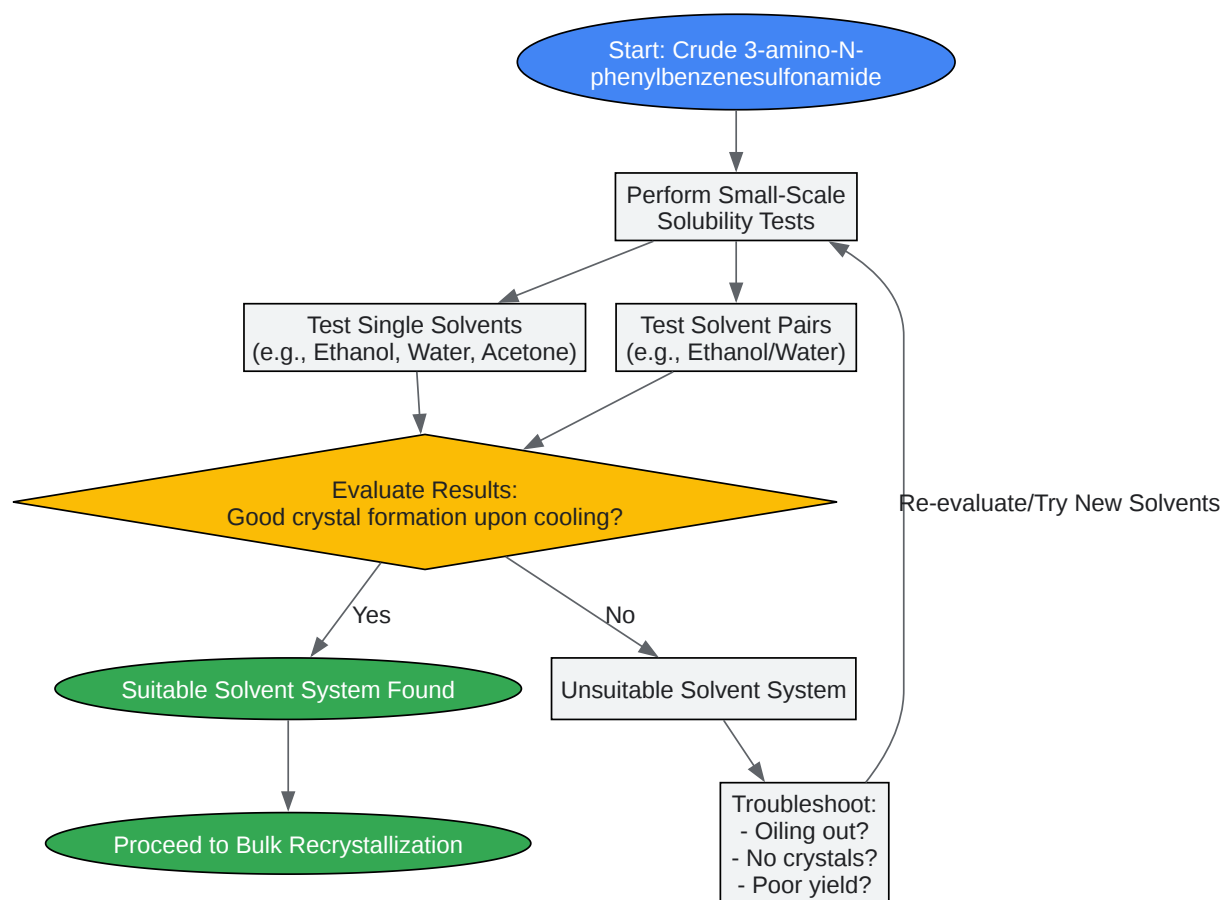 Start: Crude 3-amino-N-
phenylbenzenesulfonamide
Perform Small-Scale
Solubility Tests
Test Single Solvents
(e.g., Ethanol, Water, Acetone)
Test Solvent Pairs
(e.g., Ethanol/Water)
Evaluate Results:
Good crystal formation upon cooling?
Re-evaluate/Try New Solvents
Yes
No
Suitable Solvent System Found
Unsuitable Solvent System
Proceed to Bulk Recrystallization
Troubleshoot:
- Oiling out?
- No crystals?
- Poor yield?